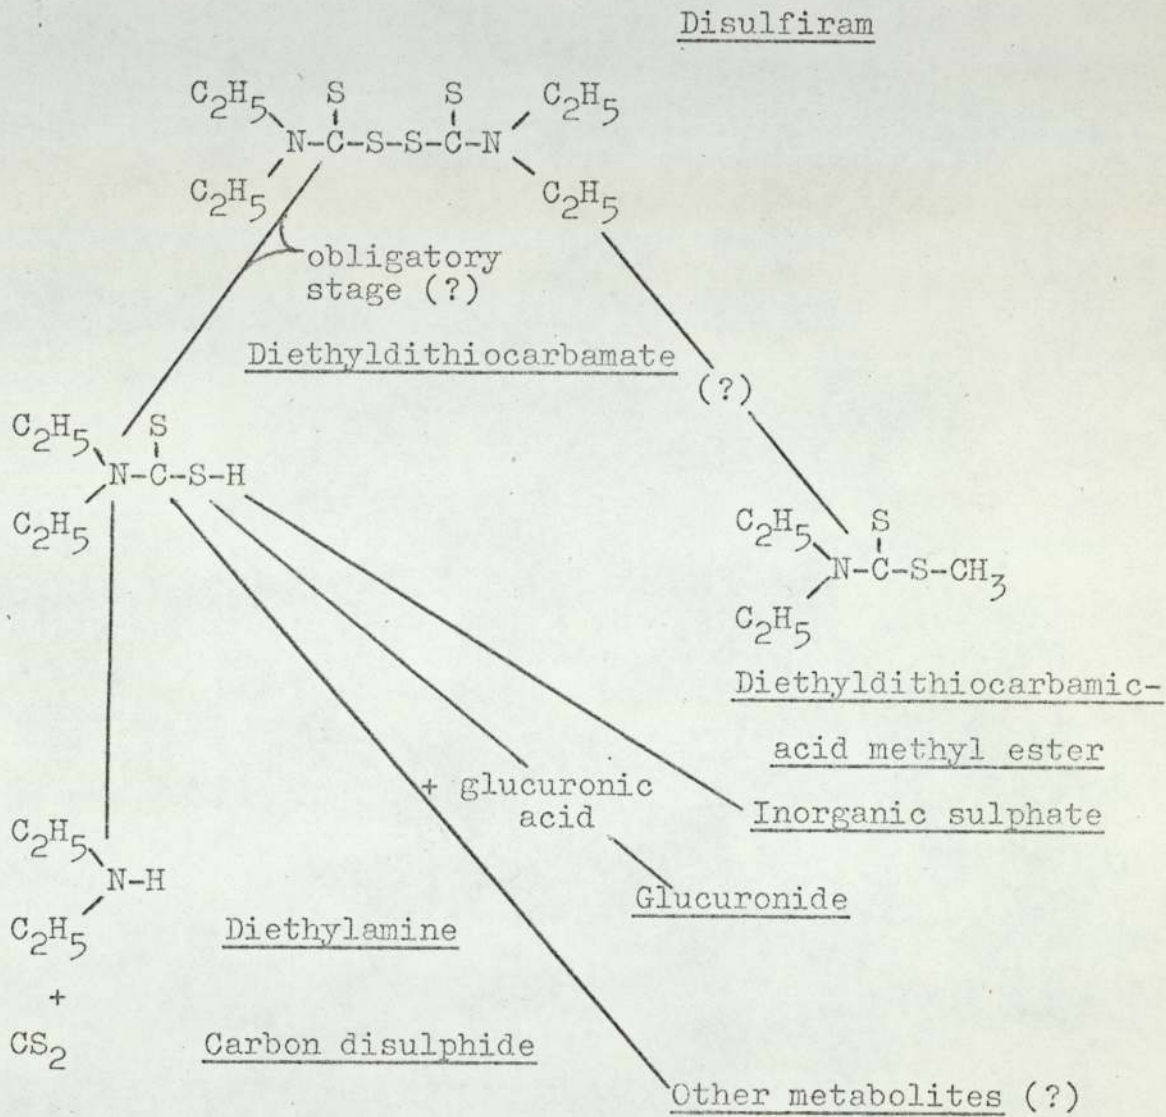 Disulfiram
C2H5 S S C2H5
N-C-S-S-C-N
C2H5 C2H5
obligatory
stage (?)
Diethyldithiocarbamate
(?)
C2H5 S
N-C-S-H
C2H5
C2H5 S
N-C-S-CH3
C2H5
Diethyldithiocarbamic-
acid methyl ester
+ glucuronic
acid
Inorganic sulphate
Glucuronide
C2H5
N-H
C2H5
Diethylamine
+
CS2
Carbon disulphide
Other metabolites (?)